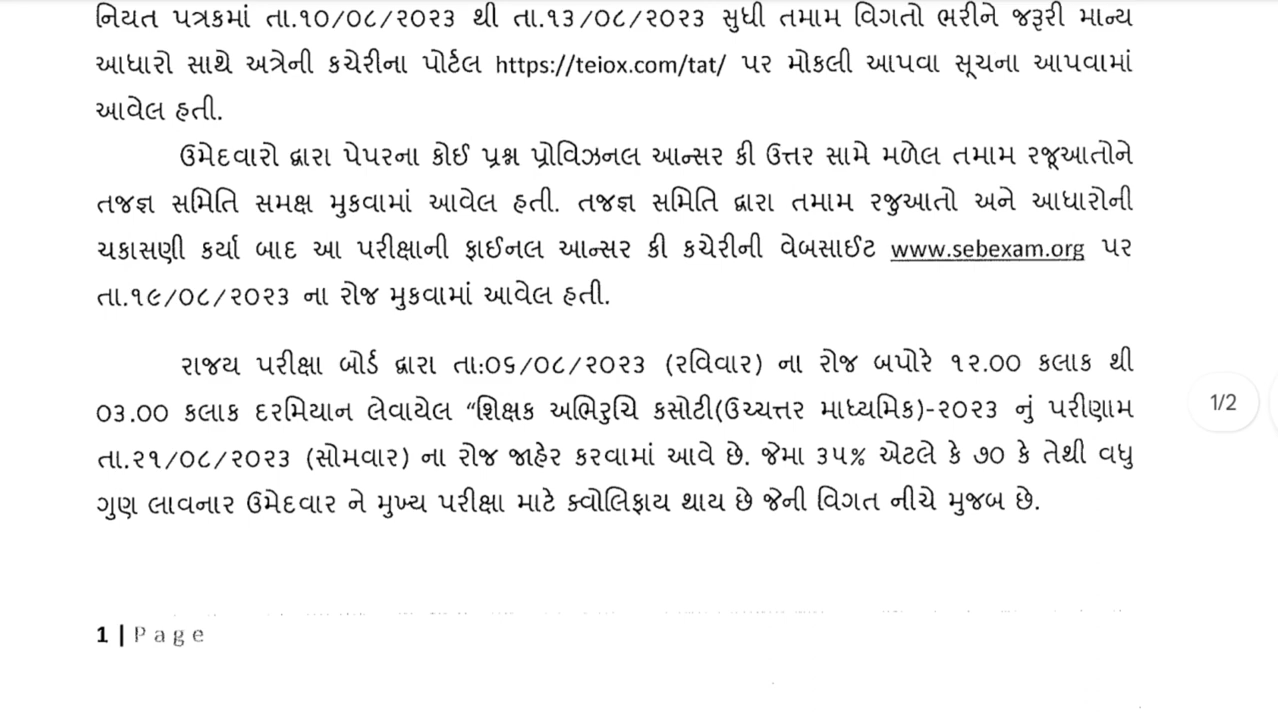 નિયત પત્રકમાં તા.૧૦/૦૮/૨૦૨૩ થી તા.૧૩/૦૮/૨૦૨૩ સુધી તમામ વિગતો ભરીને જરૂરી માન્ય
આધારો સાથે અત્રેની કચેરીના પોર્ટલ https://teiox.com/tat/ પર મોકલી આપવા સૂચના આપવામાં
આવેલ હતી.
ઉમેદવારો દ્વારા પેપરના કોઈ પ્રશ્ન પ્રોવિઝનલ આન્સર કી ઉત્તર સામે મળેલ તમામ રજૂઆતોને
તજજ્ઞ સમિતિ સમક્ષ મુકવામાં આવેલ હતી. તજજ્ઞ સમિતિ દ્વારા તમામ રજુઆતો અને આધારોની
ચકાસણી કર્યા બાદ આ પરીક્ષાની ફાઈનલ આન્સર કી કચેરીની વેબસાઈટ www.sebexam.org પર
તા.૧૯/૦૮/૨૦૨૩ ના રોજ મુકવામાં આવેલ હતી.
રાજય પરીક્ષા બોર્ડ દ્વારા તા:૦૬/૦૮/૨૦૨૩ (રવિવાર) ના રોજ બપોરે ૧૨.૦૦ કલાક થી
૦૩.૦૦ કલાક દરમિયાન લેવાયેલ “શિક્ષક અભિરુચિ કસોટી(ઉચ્ચત્તર માધ્યમિક)-૨૦૨૩ નું પરીણામ
તા.૨૧/૦૮/૨૦૨૩ (સોમવાર) ના રોજ જાહેર કરવામાં આવે છે. જેમા ૩૫% એટલે કે ૭૦ કે તેથી વધુ
ગુણ લાવનાર ઉમેદવાર ને મુખ્ય પરીક્ષા માટે ક્વોલિફાય થાય છે જેની વિગત નીચે મુજબ છે.
1/2
1 | Page